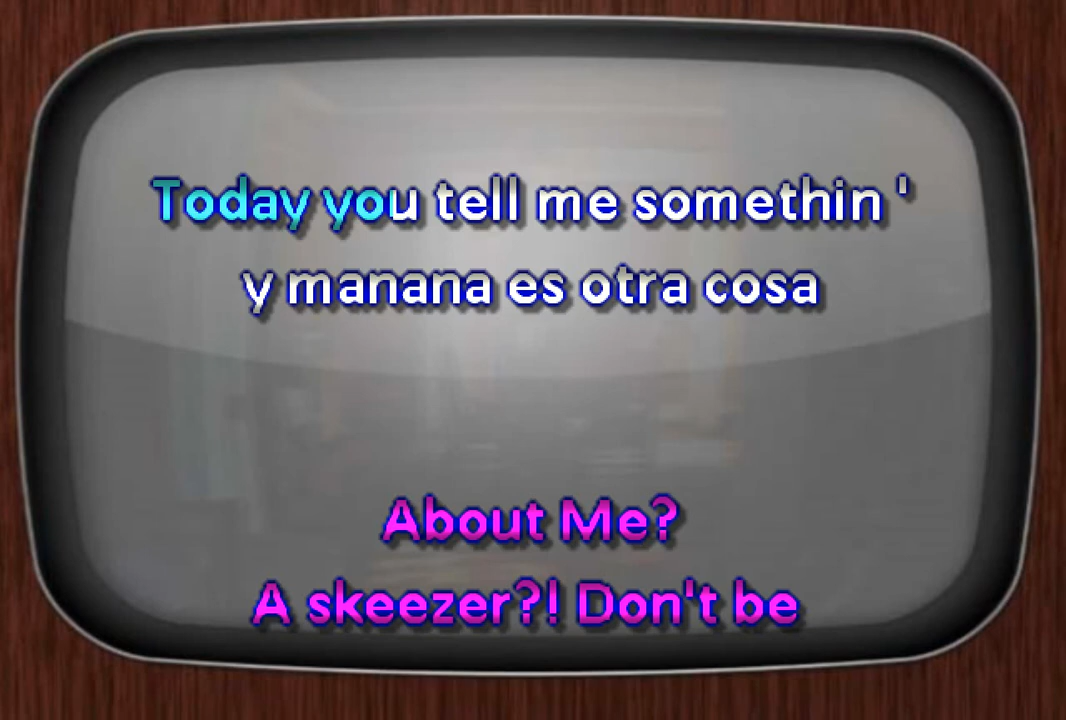 Today you tell me somethin '
y manana es otra cosa
About Me?
A skeezer?! Don't be